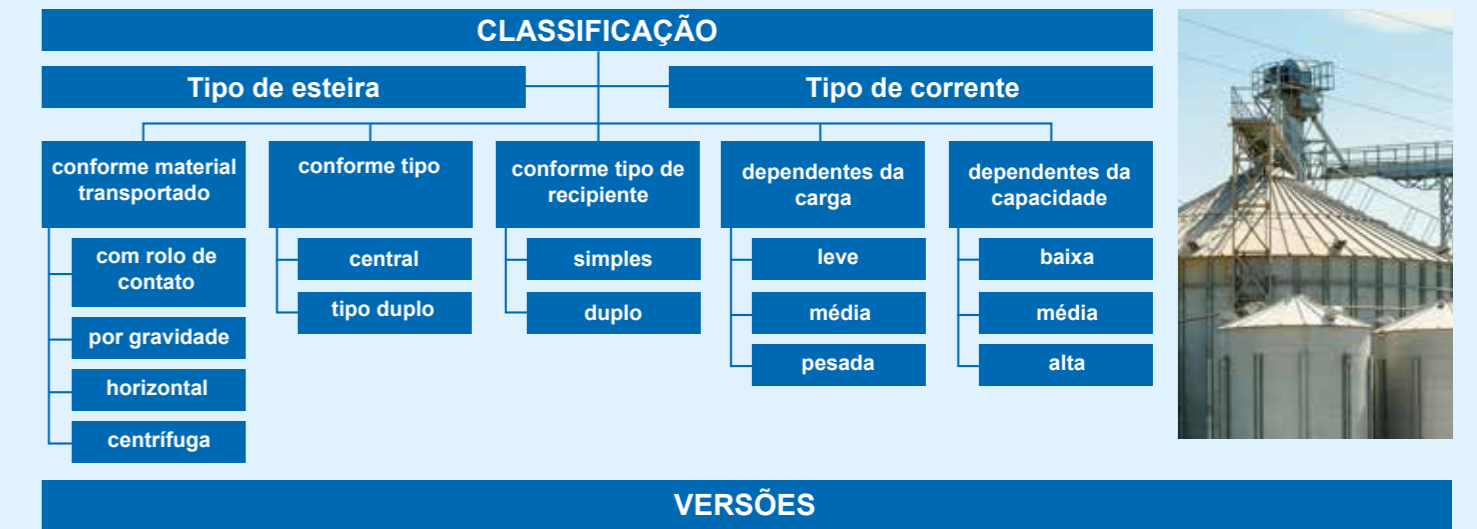 CLASSIFICAÇÃO
Tipo de esteira
Tipo de corrente
conforme material
transportado
com rolo de
contato
por gravidade
horizontal
centrífuga
conforme tipo
central
tipo duplo
conforme tipo de
recipiente
simples
duplo
dependentes da
carga
leve
média
pesada
dependentes da
capacidade
baixa
média
alta
VERSÕES